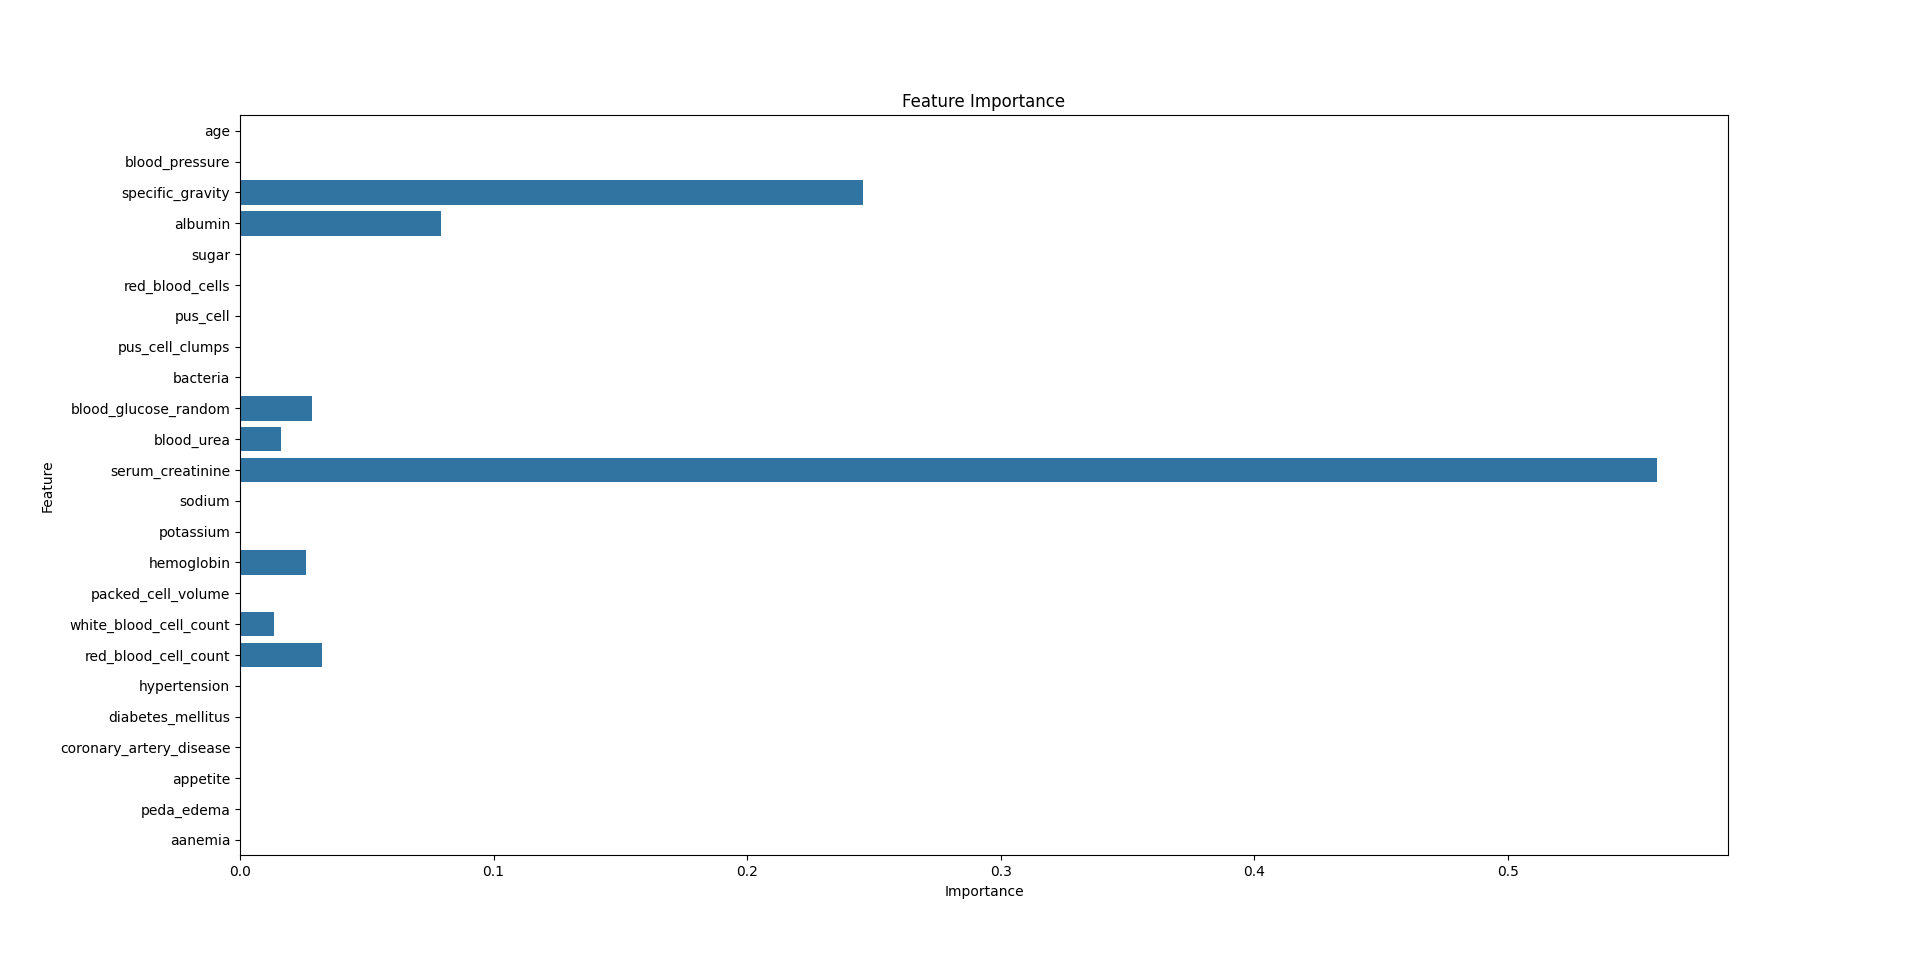 Feature Importance
age
blood_pressure
specific_gravity
albumin
sugar
red_blood_cells
pus_cell
pus_cell_clumps
bacteria
blood_glucose_random
blood_urea
serum_creatinine
sodium
potassium
hemoglobin
packed_cell_volume
white_blood_cell_count
red_blood_cell_count
hypertension
diabetes_mellitus
coronary_artery_disease
appetite
peda_edema
aanemia
Feature
0.0 0.1 0.2 0.3 0.4 0.5
Importance